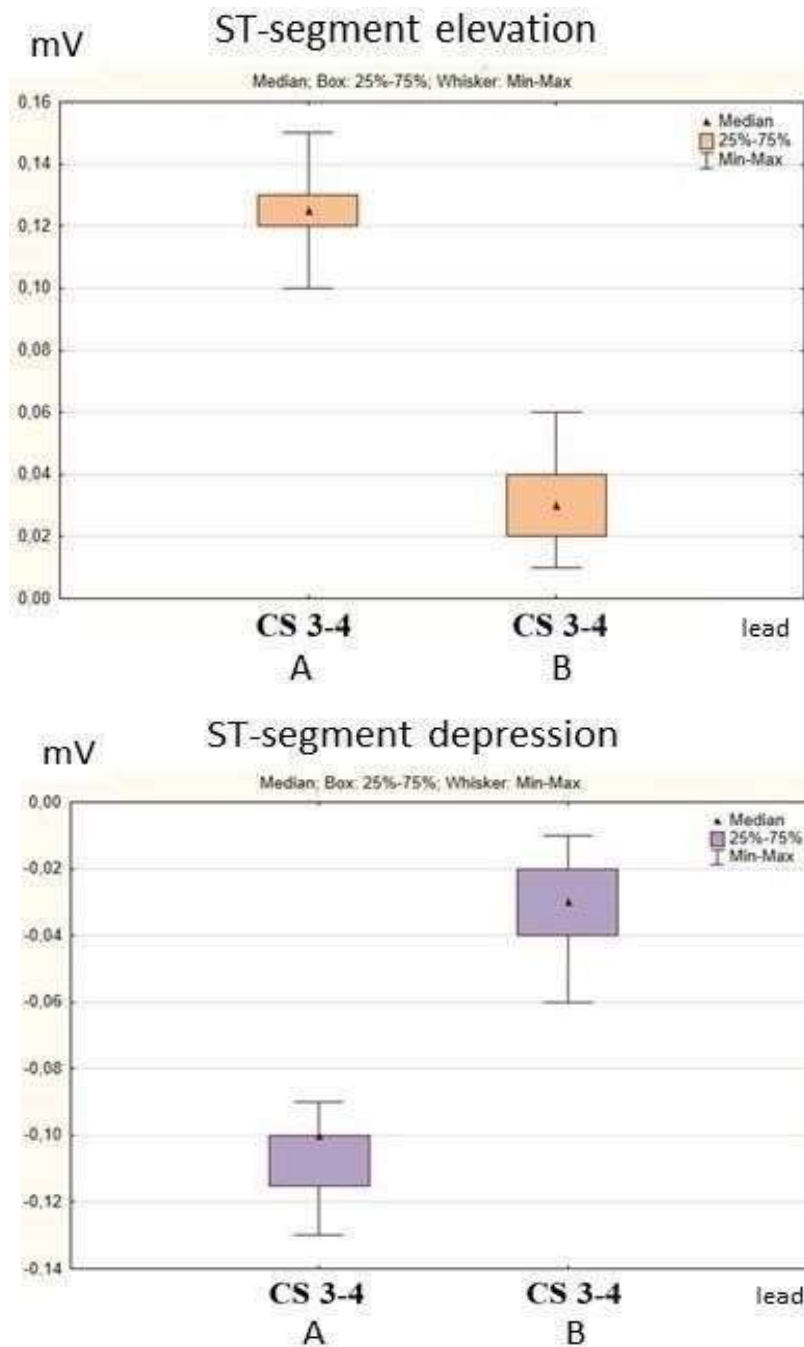 mV
ST-segment elevation
Median; Box: 25%-75%; Whisker: Min-Max
0,16
0,14
0,12
0,10
0,08
0,06
0,04
0,02
0,00
Median
25%-75%
Min-Max
CS 3-4
CS 3-4
lead
A
B
mV
ST-segment depression
Median; Box: 25%-75%; Whisker: Min-Max
0,00
-0,02
-0,04
-0,06
-0,08
-0,10
-0,12
-0,14
Median
25%-75%
Min-Max
CS 3-4
CS 3-4
lead
A
B